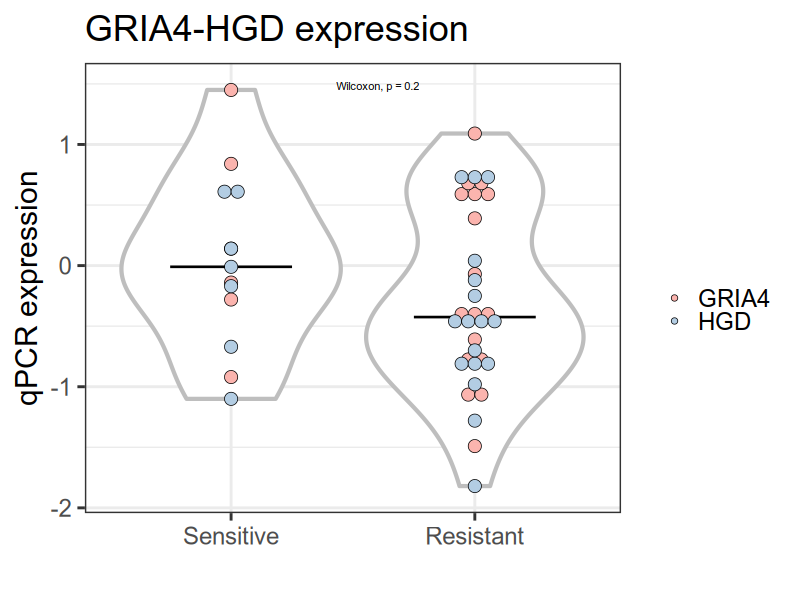 GRIA4-HGD expression
Wilcoxon, p = 0.2
qPCR expression
1
0
-1
-2
Sensitive Resistant
GRIA4
HGD